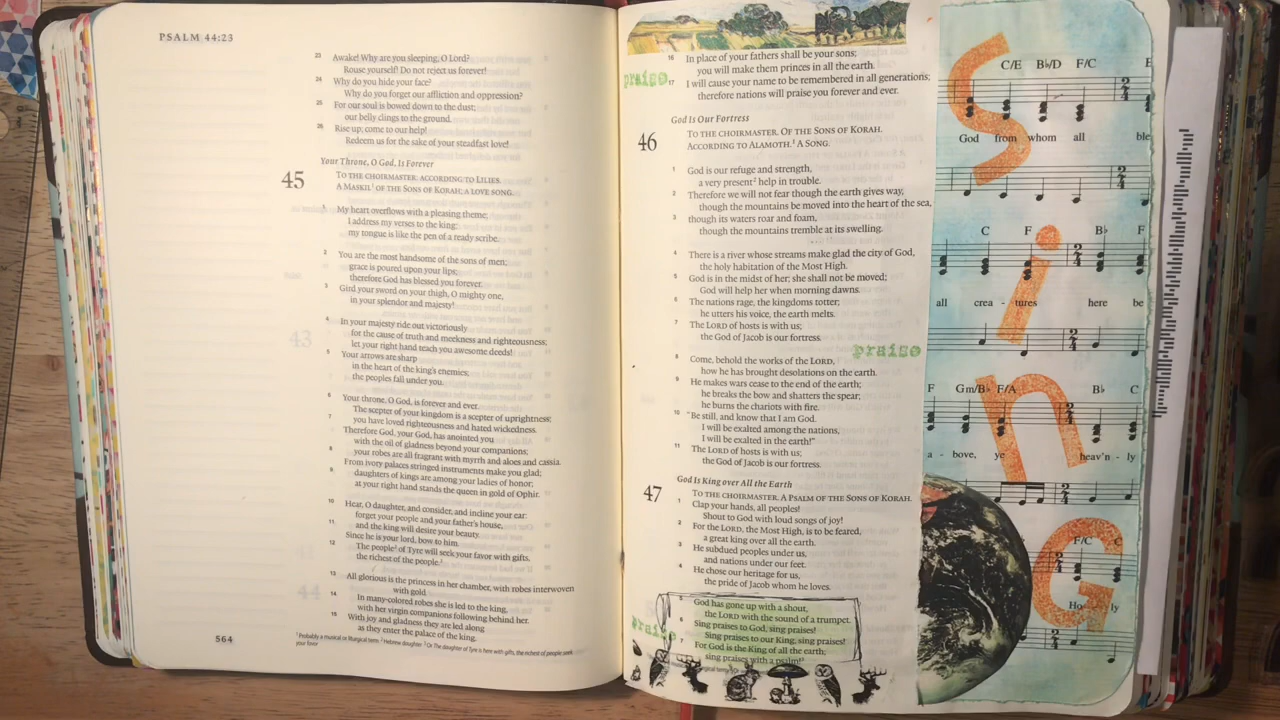 PSALM 44:23
23 Awake! Why are you sleeping, O Lord?
Rouse yourself! Do not reject us forever!
24 Why do you hide your face?
Why do you forget our affliction and oppression?
25 For our soul is bowed down to the dust;
our belly clings to the ground.
26 Rise up; come to our help!
Redeem us for the sake of your steadfast love!
Your Throne, O God, Is Forever
45 TO THE CHOIRMASTER: ACCORDING TO LILIES.
A MASKIL¹ OF THE SONS OF KORAH; A LOVE SONG.
1 My heart overflows with a pleasing theme;
I address my verses to the king;
my tongue is like the pen of a ready scribe.
2 You are the most handsome of the sons of men;
grace is poured upon your lips;
therefore God has blessed you forever.
3 Gird your sword on your thigh, O mighty one,
in your splendor and majesty!
4 In your majesty ride out victoriously
for the cause of truth and meekness and righteousness;
let your right hand teach you awesome deeds!
5 Your arrows are sharp
in the heart of the king's enemies;
the peoples fall under you.
6 Your throne, O God, is forever and ever.
The scepter of your kingdom is a scepter of uprightness;
7 you have loved righteousness and hated wickedness.
Therefore God, your God, has anointed you
with the oil of gladness beyond your companions;
8 your robes are all fragrant with myrrh and aloes and cassia.
From ivory palaces stringed instruments make you glad;
9 daughters of kings are among your ladies of honor;
at your right hand stands the queen in gold of Ophir.
10 Hear, O daughter, and consider, and incline your ear:
forget your people and your father's house,
11 and the king will desire your beauty.
Since he is your lord, bow to him.
12 The people² of Tyre will seek your favor with gifts,
the richest of the people.³
13 All glorious is the princess in her chamber, with robes interwoven
with gold.
14 In many-colored robes she is led to the king,
with her virgin companions following behind her.
15 With joy and gladness they are led along
as they enter the palace of the king.
564
¹ Probably a musical or liturgical term ² Hebrew daughter ³ Or The daughter of Tyre is here with gifts, the richest of people seek
your favor
16 In place of your fathers shall be your sons;
you will make them princes in all the earth.
praise
17 I will cause your name to be remembered in all generations;
therefore nations will praise you forever and ever.
God Is Our Fortress
46 TO THE CHOIRMASTER. OF THE SONS OF KORAH.
ACCORDING TO ALAMOTH.¹ A SONG.
1 God is our refuge and strength,
a very present² help in trouble.
2 Therefore we will not fear though the earth gives way,
though the mountains be moved into the heart of the sea,
3 though its waters roar and foam,
though the mountains tremble at its swelling.
4 There is a river whose streams make glad the city of God,
the holy habitation of the Most High.
5 God is in the midst of her; she shall not be moved;
God will help her when morning dawns.
6 The nations rage, the kingdoms totter;
he utters his voice, the earth melts.
7 The LORD of hosts is with us;
the God of Jacob is our fortress.
praise
8 Come, behold the works of the LORD,
how he has brought desolations on the earth.
9 He makes wars cease to the end of the earth;
he breaks the bow and shatters the spear;
he burns the chariots with fire.
10 "Be still, and know that I am God.
I will be exalted among the nations,
I will be exalted in the earth!"
11 The LORD of hosts is with us;
the God of Jacob is our fortress.
God Is King over All the Earth
47 TO THE CHOIRMASTER. A PSALM OF THE SONS OF KORAH.
1 Clap your hands, all peoples!
Shout to God with loud songs of joy!
2 For the LORD, the Most High, is to be feared,
a great king over all the earth.
3 He subdued peoples under us,
and nations under our feet.
4 He chose our heritage for us,
the pride of Jacob whom he loves.
5 God has gone up with a shout,
the LORD with the sound of a trumpet.
6 Sing praises to God, sing praises!
praise
Sing praises to our King, sing praises!
7 For God is the King of all the earth;
sing praises with a psalm!
SinG
C/E B♭/D F/C
God from whom all ble
C F B♭ F
all crea - tures here be
F Gm/B♭ F/A B♭ C
a - bove, ye heav'n - ly
F/C C
Ho ly